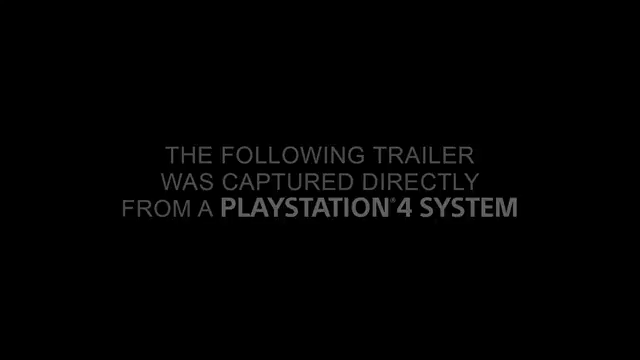 THE FOLLOWING TRAILER
WAS CAPTURED DIRECTLY
FROM A PLAYSTATION®4 SYSTEM